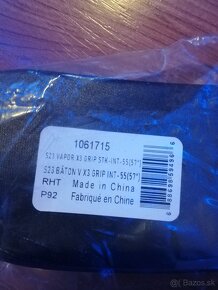 1061715
S23 VAPOR X3 GRIP STK-INT-55(57")
S23 BÂTON V X3 GRIP INT-55(57")
RHT Made in China
P92 Fabriqué en Chine
bazos.sk